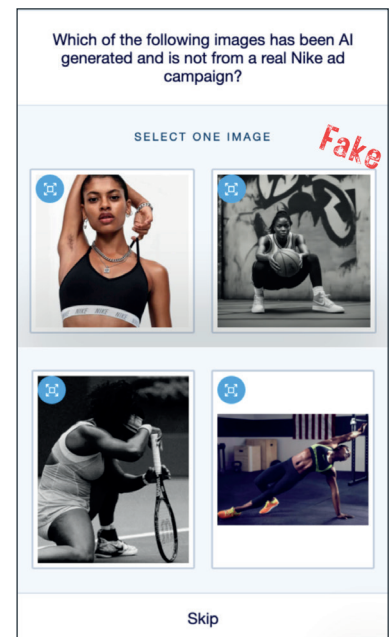 Which of the following images has been AI
generated and is not from a real Nike ad
campaign?
SELECT ONE IMAGE
Fake
Skip